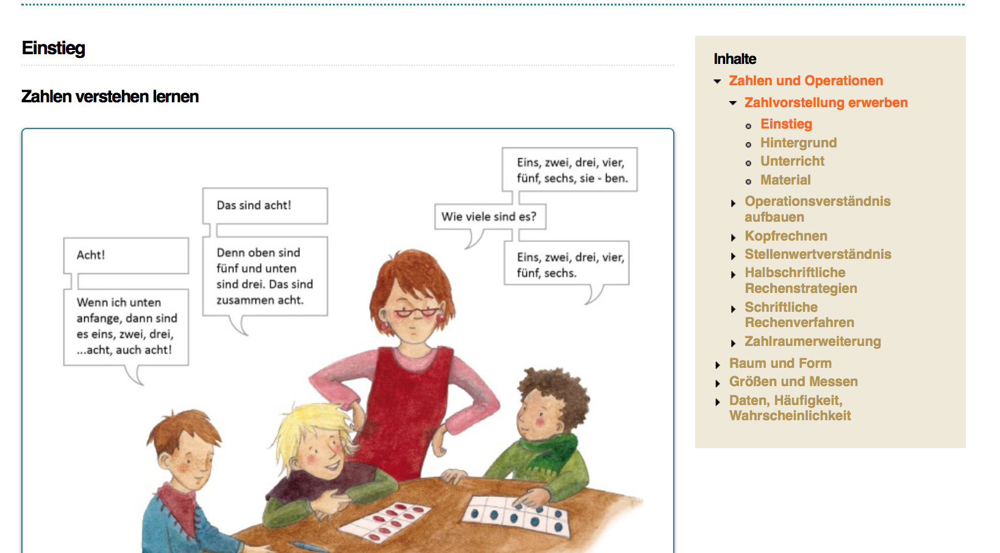 Einstieg
Zahlen verstehen lernen
Eins, zwei, drei, vier,
fünf, sechs, sie - ben.
Wie viele sind es?
Eins, zwei, drei, vier,
fünf, sechs.
Das sind acht!
Denn oben sind
fünf und unten
sind drei. Das sind
zusammen acht.
Acht!
Wenn ich unten
anfange, dann sind
es eins, zwei, drei,
...acht, auch acht!
Inhalte
Zahlen und Operationen
Zahlvorstellung erwerben
Einstieg
Hintergrund
Unterricht
Material
Operationsverständnis
aufbauen
Kopfrechnen
Stellenwertverständnis
Halbschriftliche
Rechenstrategien
Schriftliche
Rechenverfahren
Zahlraumerweiterung
Raum und Form
Größen und Messen
Daten, Häufigkeit,
Wahrscheinlichkeit